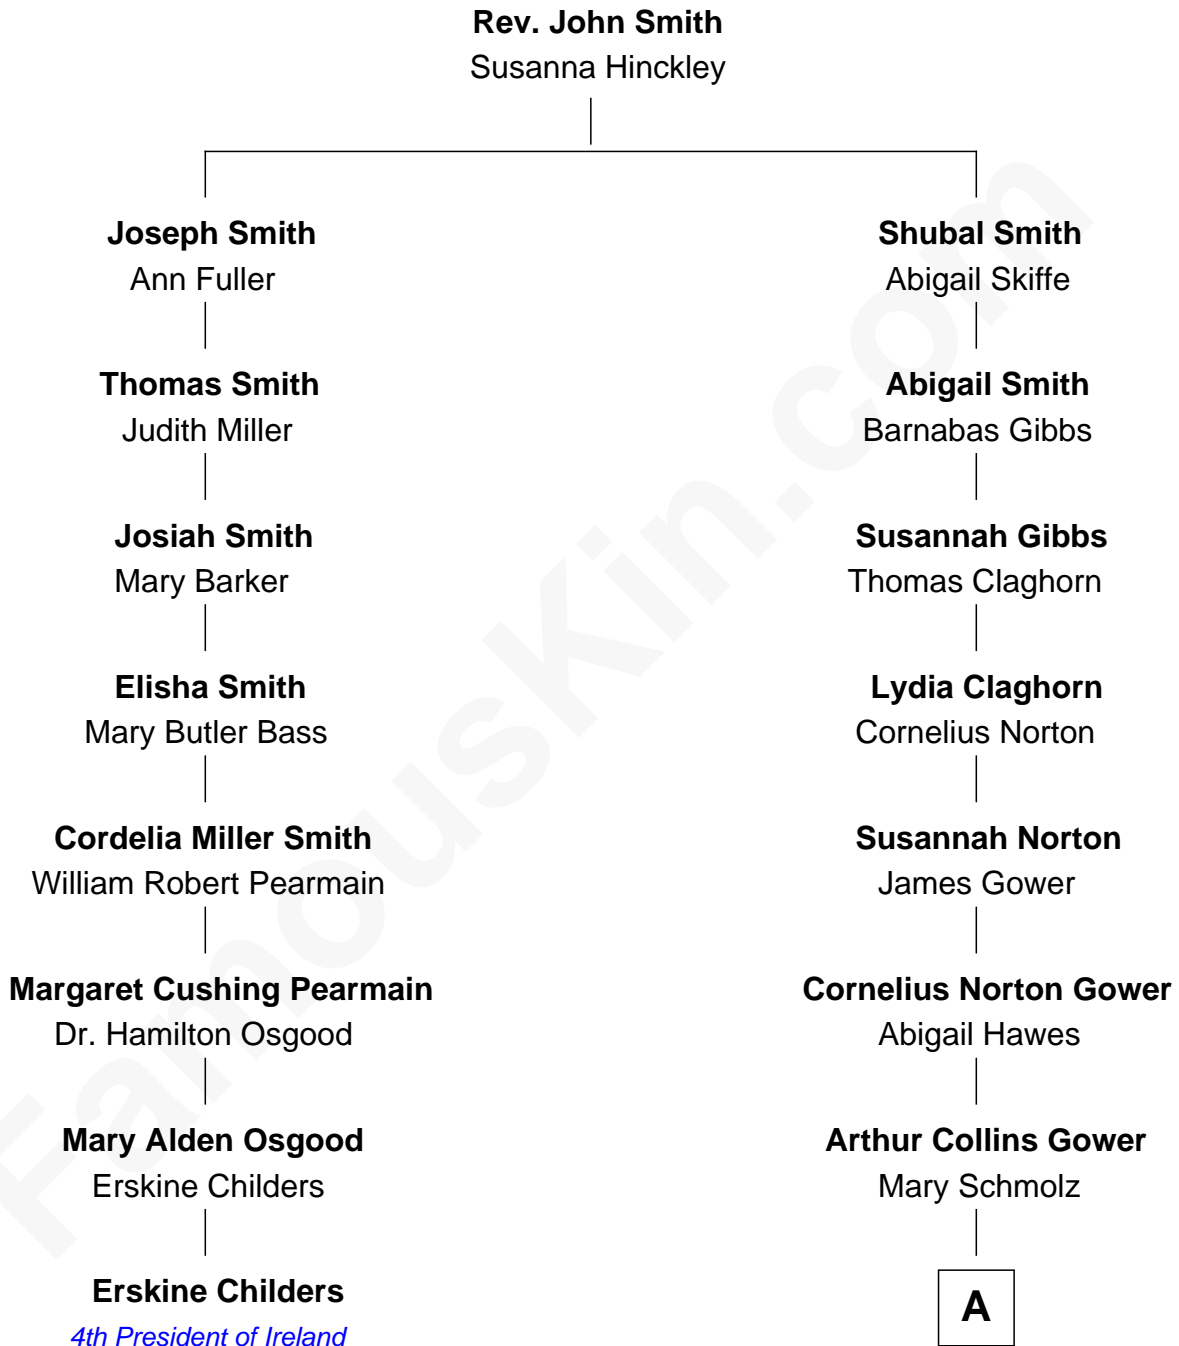 Rev. John Smith
Susanna Hinckley
Joseph Smith
Ann Fuller
Thomas Smith
Judith Miller
Josiah Smith
Mary Barker
Elisha Smith
Mary Butler Bass
Cordelia Miller Smith
William Robert Pearmain
Margaret Cushing Pearmain
Dr. Hamilton Osgood
Mary Alden Osgood
Erskine Childers
Erskine Childers
4th President of Ireland
Shubal Smith
Abigail Skiffe
Abigail Smith
Barnabas Gibbs
Susannah Gibbs
Thomas Claghorn
Lydia Claghorn
Cornelius Norton
Susannah Norton
James Gower
Cornelius Norton Gower
Abigail Hawes
Arthur Collins Gower
Mary Schmolz
A
FamousKin.com